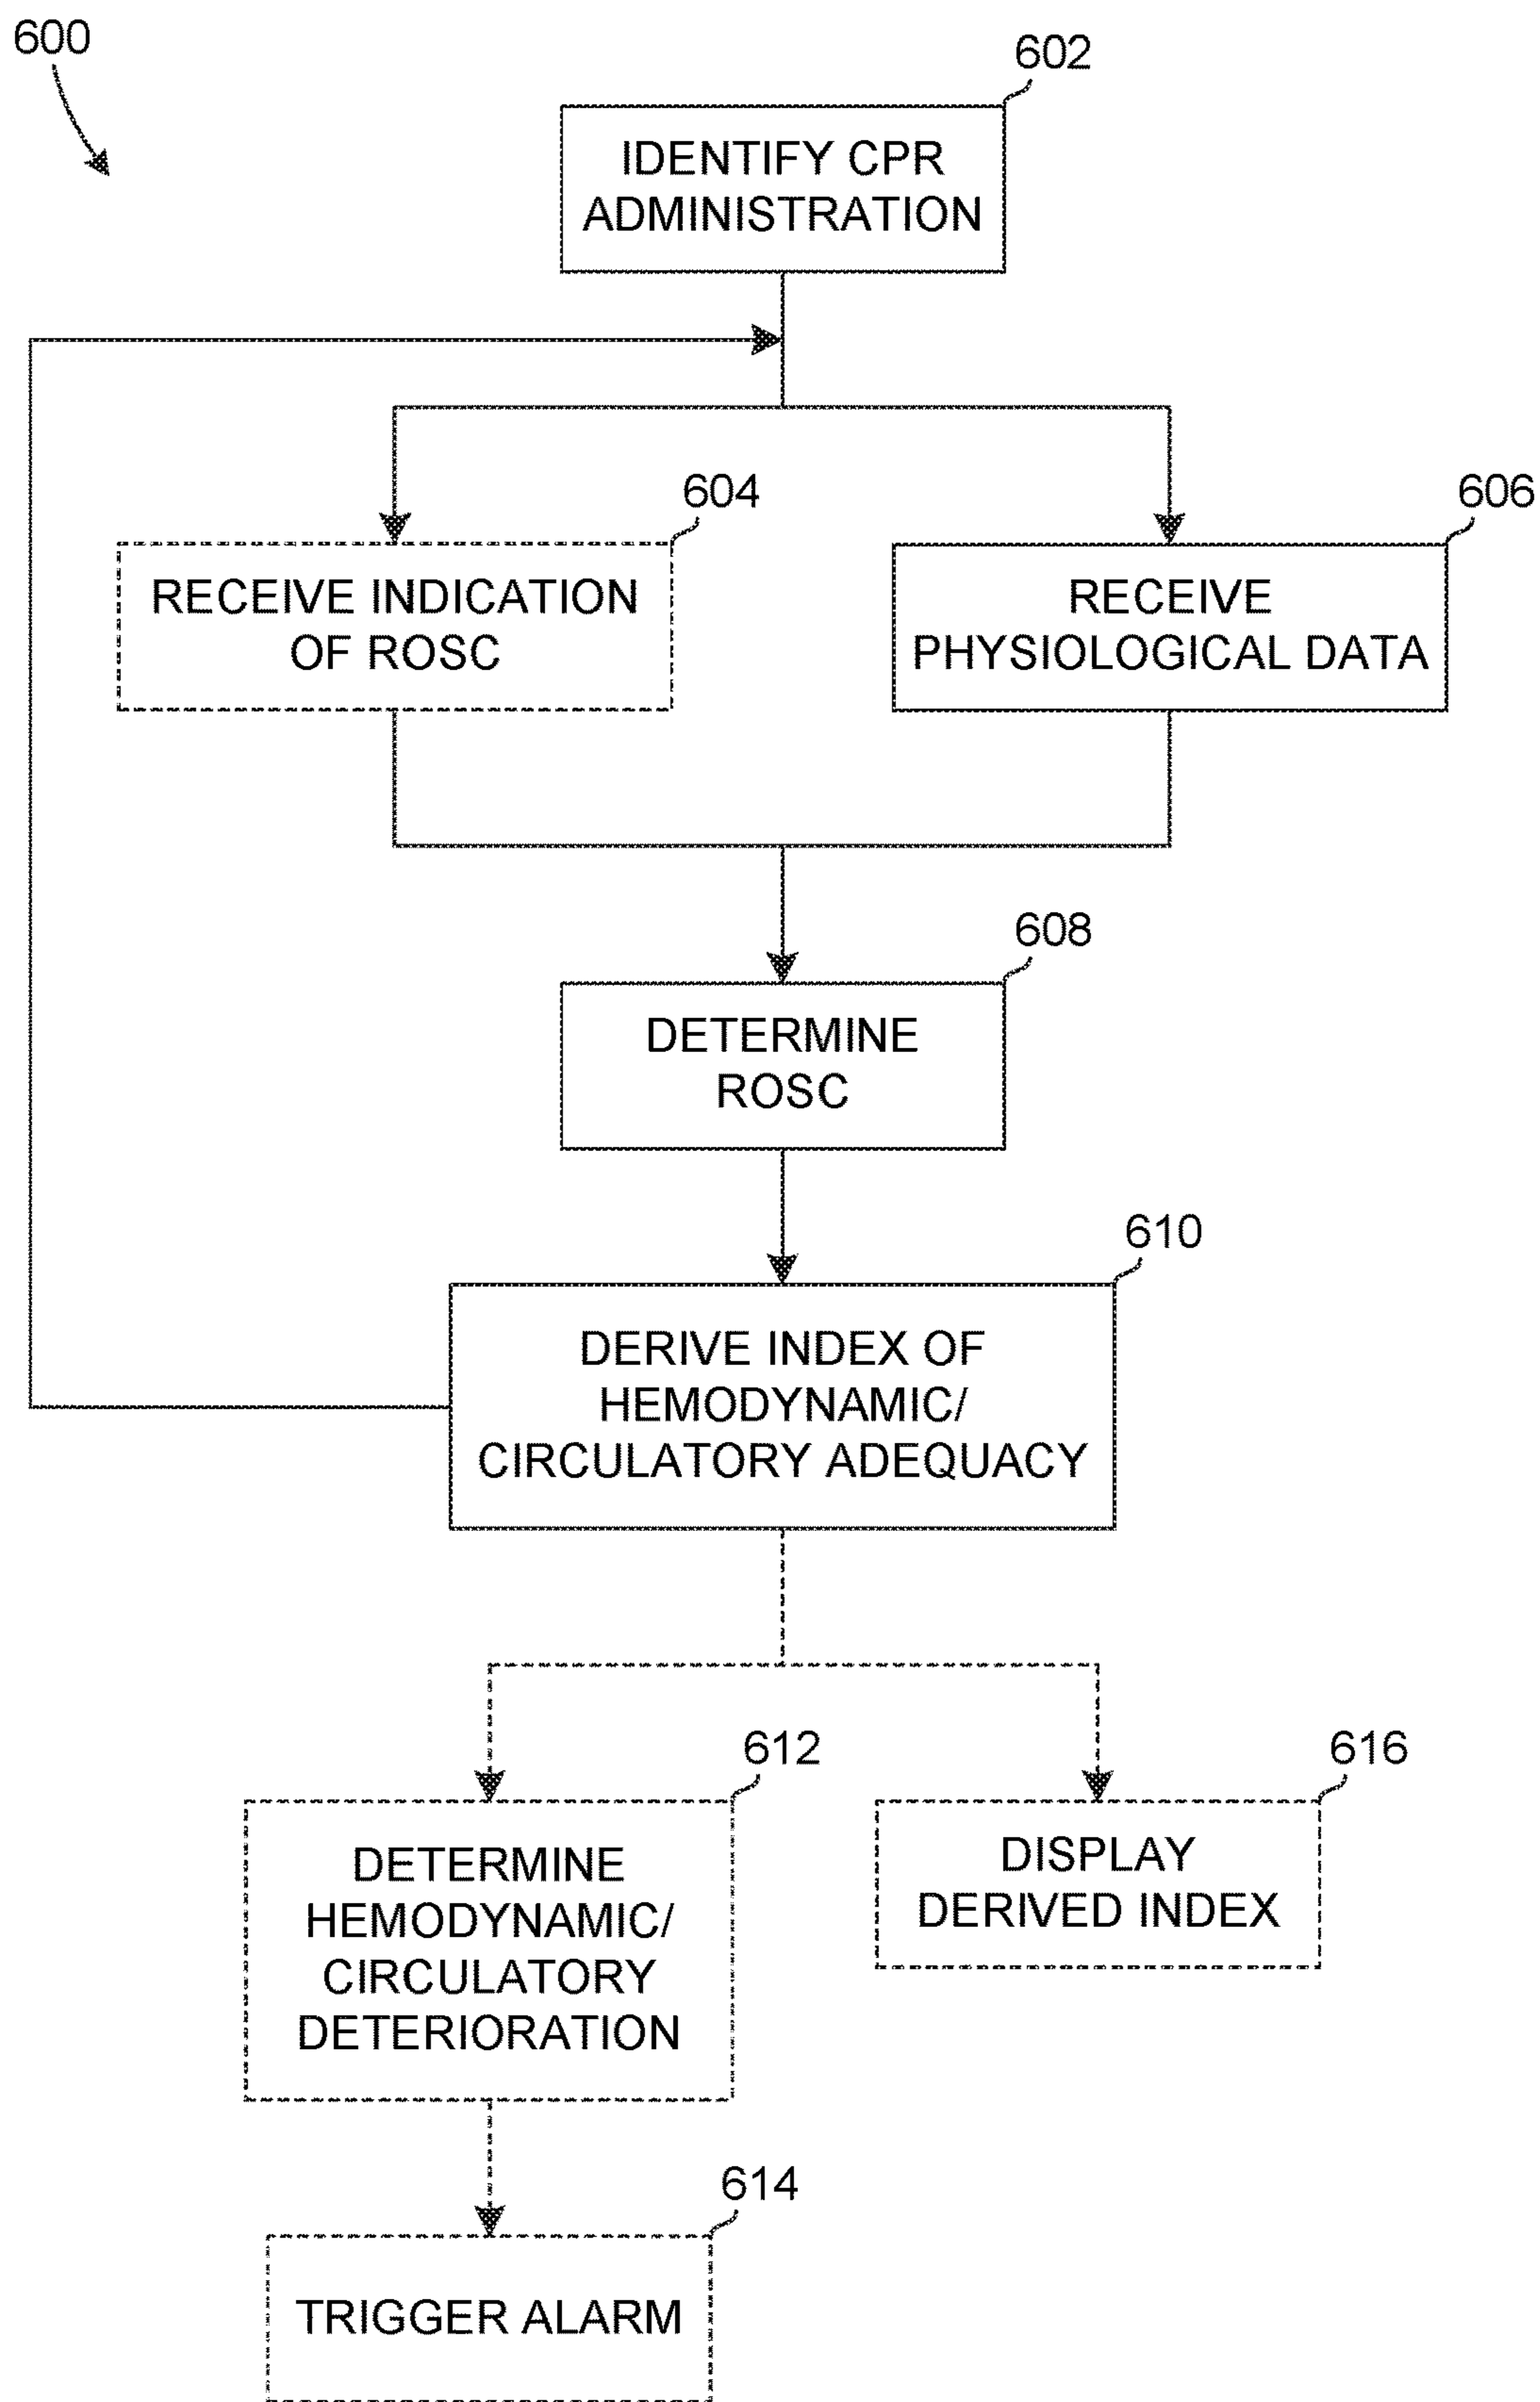 600
602
IDENTIFY CPR
ADMINISTRATION
604
606
RECEIVE INDICATION
OF ROSC
RECEIVE
PHYSIOLOGICAL DATA
608
DETERMINE
ROSC
610
DERIVE INDEX OF
HEMODYNAMIC/
CIRCULATORY ADEQUACY
612
616
DETERMINE
HEMODYNAMIC/
CIRCULATORY
DETERIORATION
DISPLAY
DERIVED INDEX
614
TRIGGER ALARM